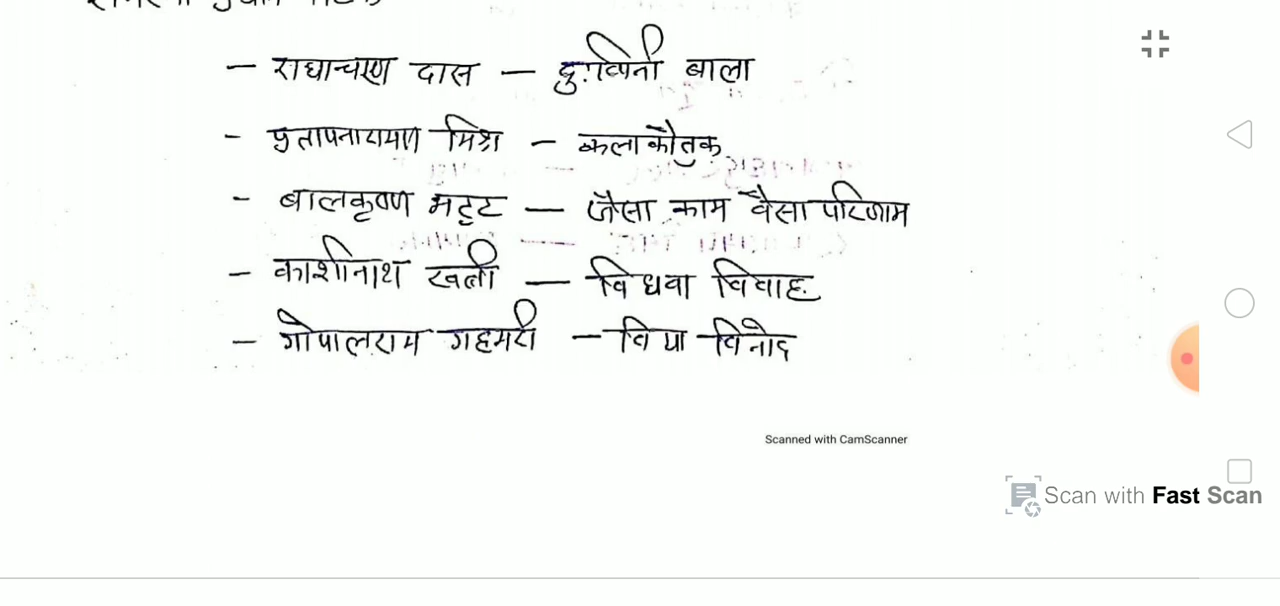 – राधाचरण दास – दुःखिनी बाला
- प्रतापनारायण मिश्र – कलाकौतुक
- बालकृष्ण भट्ट – जैसा काम वैसा परिणाम
- काशीनाथ खत्री – विधवा विवाह
- गोपालराम गहमरी – विद्या विनोद
Scanned with CamScanner
Scan with Fast Scan